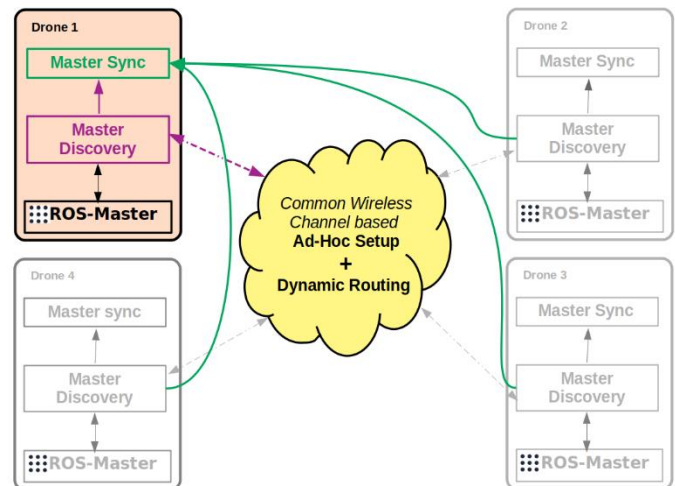 Drone 1
Master Sync
Master
Discovery
ROS-Master
Drone 2
Master Sync
Master
Discovery
ROS-Master
Common Wireless
Channel based
Ad-Hoc Setup
+
Dynamic Routing
Drone 4
Master sync
Master
Discovery
ROS-Master
Drone 3
Master Sync
Master
Discovery
ROS-Master